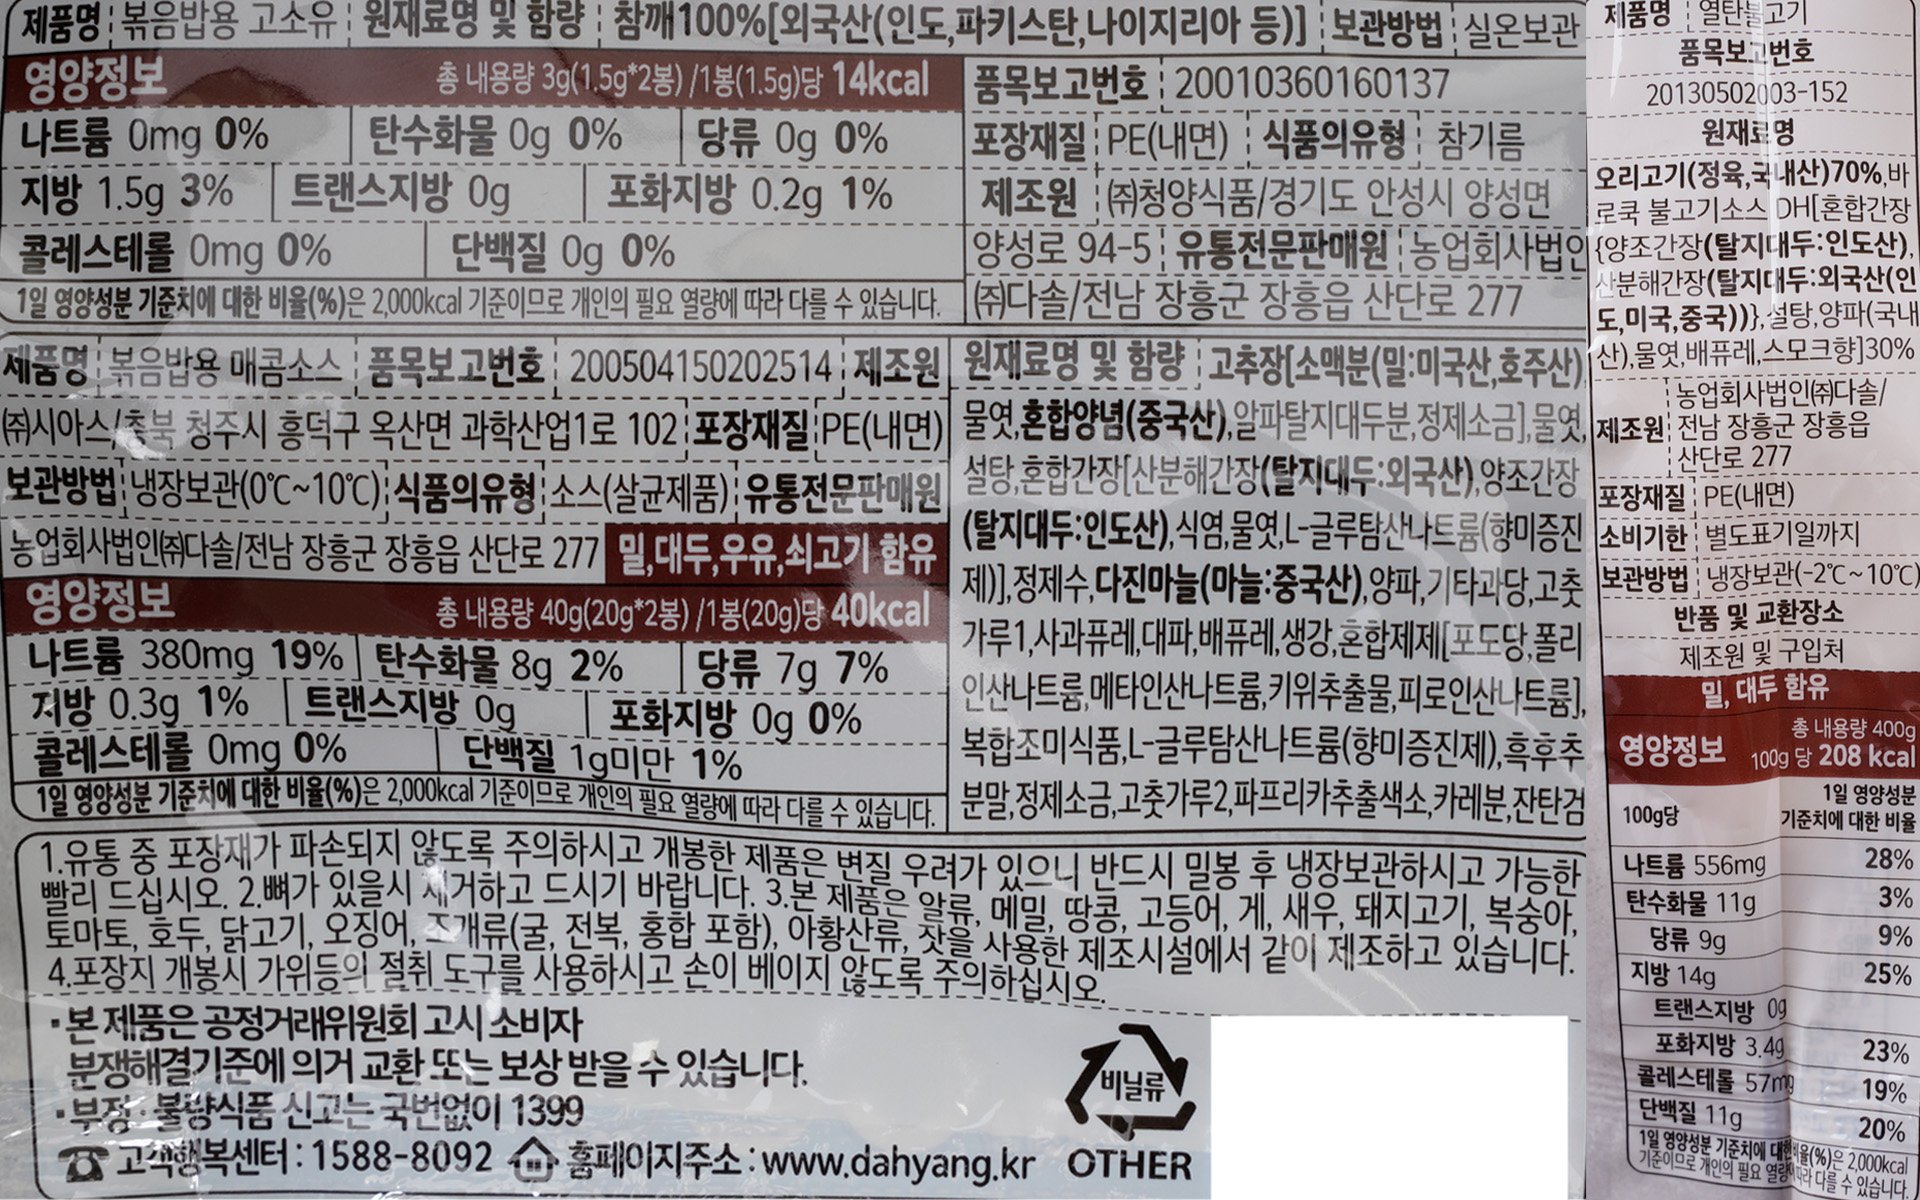 제품명 볶음밥용 고소유 원재료명 및 함량 참깨100%[외국산(인도,파키스탄,나이지리아 등)] 보관방법 실온보관
영양정보 총 내용량 3g(1.5g*2봉) /1봉(1.5g)당 14kcal
나트륨 0mg 0% 탄수화물 0g 0% 당류 0g 0%
지방 1.5g 3% 트랜스지방 0g 포화지방 0.2g 1%
콜레스테롤 0mg 0% 단백질 0g 0%
1일 영양성분 기준치에 대한 비율(%)은 2,000kcal 기준이므로 개인의 필요 열량에 따라 다를 수 있습니다.
품목보고번호 20010360160137
포장재질 PE(내면) 식품의유형 참기름
제조원 ㈜청양식품/경기도 안성시 양성면
양성로 94-5 유통전문판매원 농업회사법인
㈜다솔/전남 장흥군 장흥읍 산단로 277
제품명 볶음밥용 매콤소스 품목보고번호 200504150202514 제조원
㈜시아스/충북 청주시 흥덕구 옥산면 과학산업1로 102 포장재질 PE(내면)
보관방법 냉장보관(0℃~10℃) 식품의유형 소스(살균제품) 유통전문판매원
농업회사법인㈜다솔/전남 장흥군 장흥읍 산단로 277 밀,대두,우유,쇠고기 함유
영양정보 총 내용량 40g(20g*2봉) /1봉(20g)당 40kcal
나트륨 380mg 19% 탄수화물 8g 2% 당류 7g 7%
지방 0.3g 1% 트랜스지방 0g 포화지방 0g 0%
콜레스테롤 0mg 0% 단백질 1g미만 1%
1일 영양성분 기준치에 대한 비율(%)은 2,000kcal 기준이므로 개인의 필요 열량에 따라 다를 수 있습니다.
원재료명 및 함량 고추장[소맥분(밀:미국산,호주산),
물엿,혼합양념(중국산),알파탈지대두분,정제소금],물엿,
설탕,혼합간장[산분해간장(탈지대두:외국산),양조간장
(탈지대두:인도산),식염,물엿,L-글루탐산나트륨(향미증진
제)],정제수,다진마늘(마늘:중국산),양파,기타과당,고춧
가루1,사과퓨레,대파,배퓨레,생강,혼합제제[포도당,폴리
인산나트륨,메타인산나트륨,키위추출물,피로인산나트륨],
복합조미식품,L-글루탐산나트륨(향미증진제),흑후추
분말,정제소금,고춧가루2,파프리카추출색소,카레분,잔탄검
1.유통 중 포장재가 파손되지 않도록 주의하시고 개봉한 제품은 변질 우려가 있으니 반드시 밀봉 후 냉장보관하시고 가능한
빨리 드십시오. 2.뼈가 있을시 제거하고 드시기 바랍니다. 3.본 제품은 알류, 메밀, 땅콩, 고등어, 게, 새우, 돼지고기, 복숭아,
토마토, 호두, 닭고기, 오징어, 조개류(굴, 전복, 홍합 포함), 아황산류, 잣을 사용한 제조시설에서 같이 제조하고 있습니다.
4.포장지 개봉시 가위등의 절취 도구를 사용하시고 손이 베이지 않도록 주의하십시오.
▪본 제품은 공정거래위원회 고시 소비자
분쟁해결기준에 의거 교환 또는 보상 받을 수 있습니다.
▪부정·불량식품 신고는 국번없이 1399
고객행복센터 : 1588-8092 홈페이지주소 : www.dahyang.kr
비닐류
OTHER
제품명 열탄불고기
품목보고번호
20130502003-152
원재료명
오리고기(정육,국내산)70%,바
로쿡 불고기소스 DH[혼합간장
{양조간장(탈지대두:인도산),
산분해간장(탈지대두:외국산(인
도,미국,중국))},설탕,양파(국내
산),물엿,배퓨레,스모크향]30%
제조원 농업회사법인㈜다솔/
전남 장흥군 장흥읍
산단로 277
포장재질 PE(내면)
소비기한 별도표기일까지
보관방법 냉장보관(-2℃~10℃)
반품 및 교환장소
제조원 및 구입처
밀, 대두 함유
영양정보 총 내용량 400g
100g 당 208 kcal
100g당 1일 영양성분
기준치에 대한 비율
나트륨 556mg 28%
탄수화물 11g 3%
당류 9g 9%
지방 14g 25%
트랜스지방 0g
포화지방 3.4g 23%
콜레스테롤 57mg 19%
단백질 11g 20%
1일 영양성분 기준치에 대한 비율(%)은 2,000kcal
기준이므로 개인의 필요 열량에 따라 다를 수 있습니다.